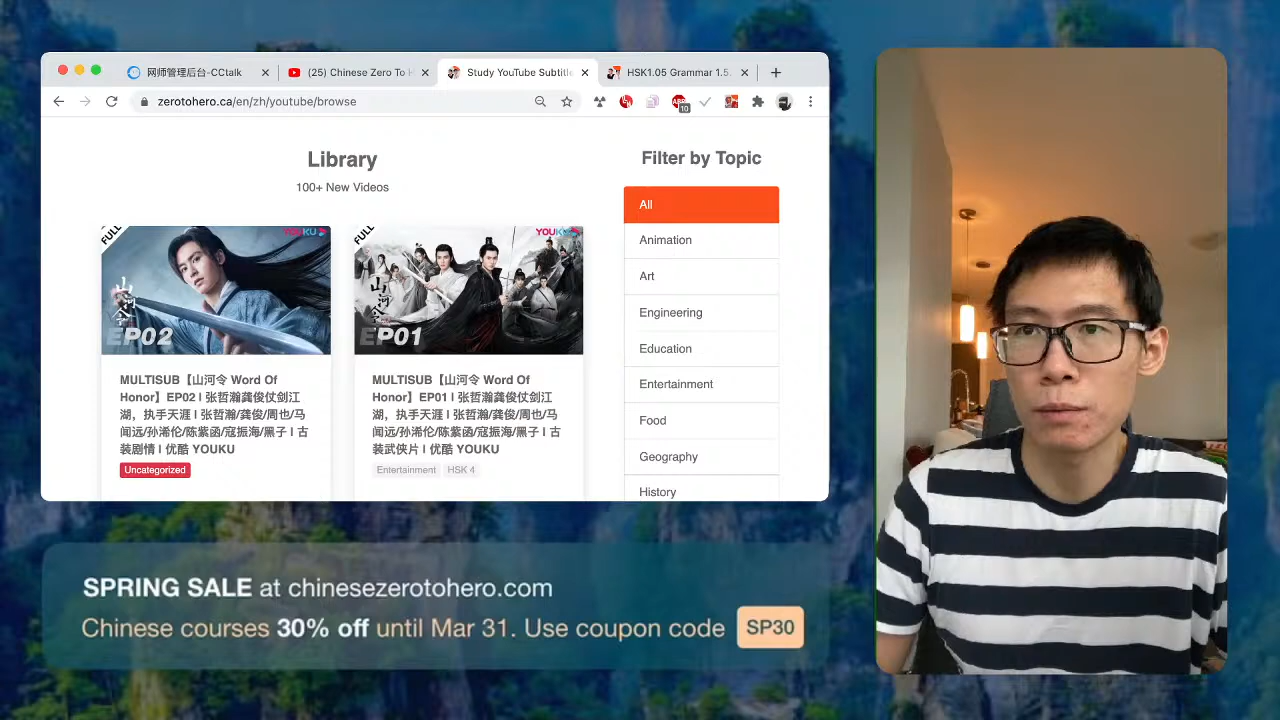 网师管理后台-CCtalk
(25) Chinese Zero To H
Study YouTube Subtitle
HSK1.05 Grammar 1.5.
zerotohero.ca/en/zh/youtube/browse
10
Library
100+ New Videos
FULL
YOUKU
山河令
EP02
MULTISUB【山河令 Word Of
Honor】EP02 | 张哲瀚龚俊仗剑江
湖，执手天涯 | 张哲瀚/龚俊/周也/马
闻远/孙浠伦/陈紫函/寇振海/黑子 | 古
装剧情 | 优酷 YOUKU
Uncategorized
FULL
YOUKU
山河令
EP01
MULTISUB【山河令 Word Of
Honor】EP01 | 张哲瀚龚俊仗剑江
湖，执手天涯 | 张哲瀚/龚俊/周也/马
闻远/孙浠伦/陈紫函/寇振海/黑子 | 古
装武侠片 | 优酷 YOUKU
Entertainment HSK 4
Filter by Topic
All
Animation
Art
Engineering
Education
Entertainment
Food
Geography
History
SPRING SALE at chinesezerotohero.com
Chinese courses 30% off until Mar 31. Use coupon code SP30